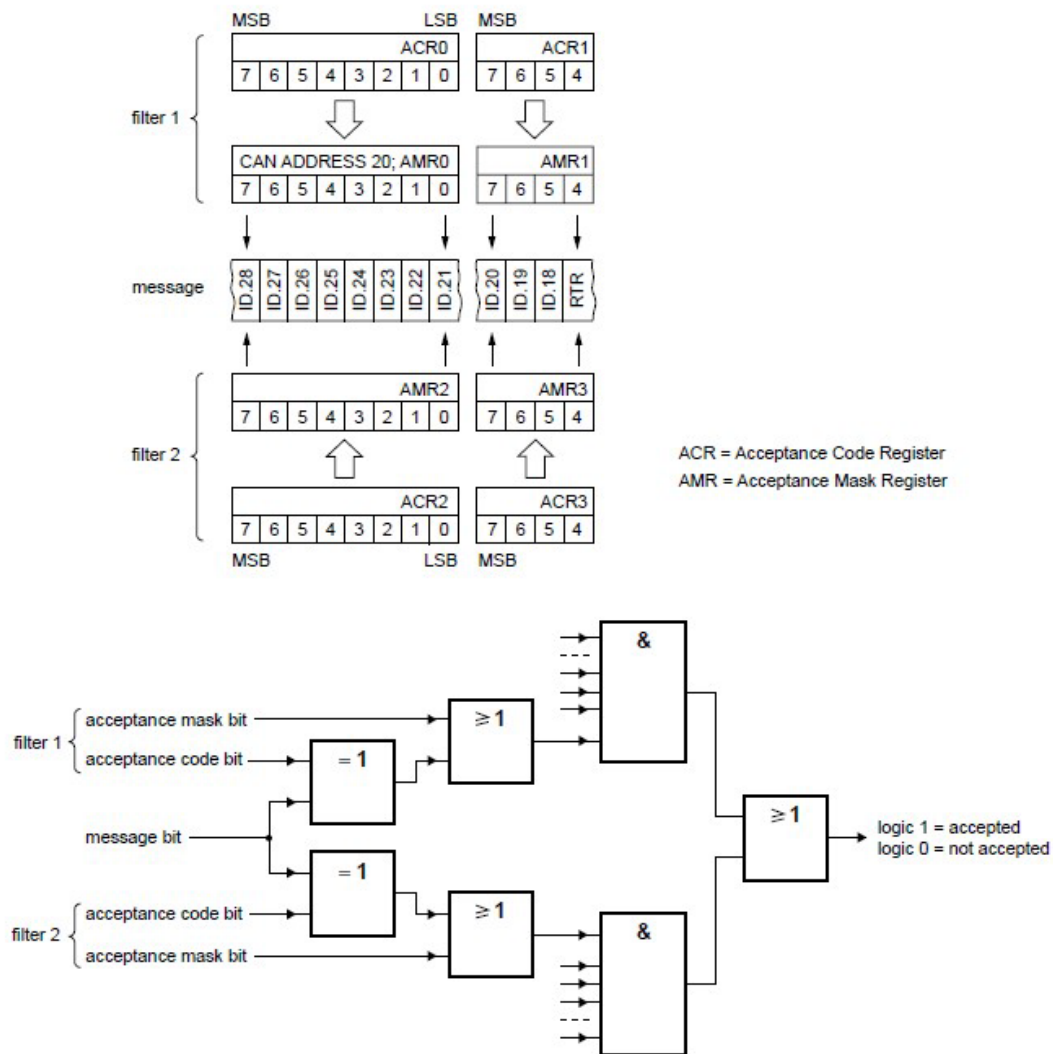 MSB LSB MSB
ACR0 ACR1
7 6 5 4 3 2 1 0 7 6 5 4
filter 1
CAN ADDRESS 20; AMR0 AMR1
7 6 5 4 3 2 1 0 7 6 5 4
message ID.28 ID.27 ID.26 ID.25 ID.24 ID.23 ID.22 ID.21 ID.20 ID.19 ID.18 RTR
AMR2 AMR3
7 6 5 4 3 2 1 0 7 6 5 4
filter 2
ACR2 ACR3
7 6 5 4 3 2 1 0 7 6 5 4
MSB LSB MSB
ACR = Acceptance Code Register
AMR = Acceptance Mask Register
&
filter 1
acceptance mask bit
≥ 1
acceptance code bit
= 1
message bit
≥ 1
logic 1 = accepted
logic 0 = not accepted
= 1
filter 2
acceptance code bit
≥ 1
acceptance mask bit
&